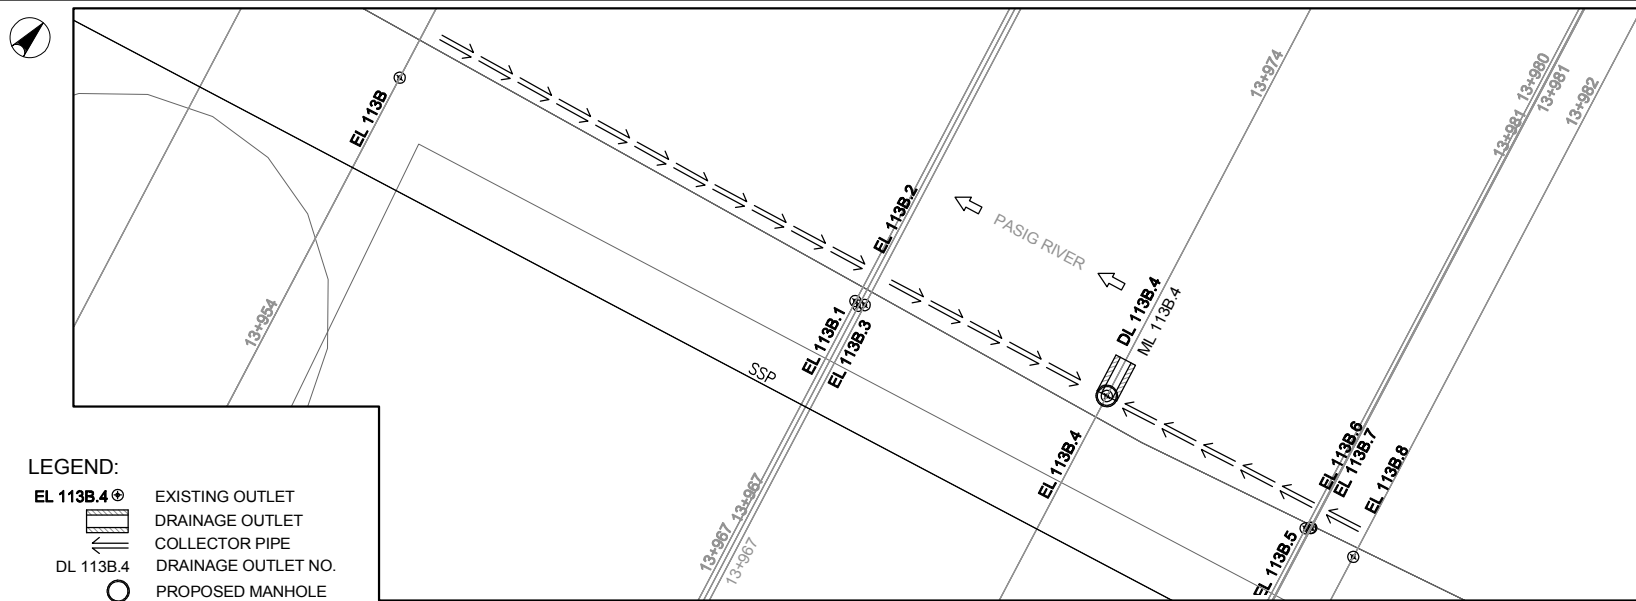 EL 113B
13+954
EL 113B.2
EL 113B.1
EL 113B.3
13+967
13+967
13+967
SSP
PASIG RIVER
13+974
DL 113B.4
ML 113B.4
EL 113B.4
13+980
13+981
13+981
13+982
EL 113B.6
EL 113B.7
EL 113B.8
EL 113B.5
LEGEND:
EL 113B.4 EXISTING OUTLET
DRAINAGE OUTLET
COLLECTOR PIPE
DL 113B.4 DRAINAGE OUTLET NO.
PROPOSED MANHOLE